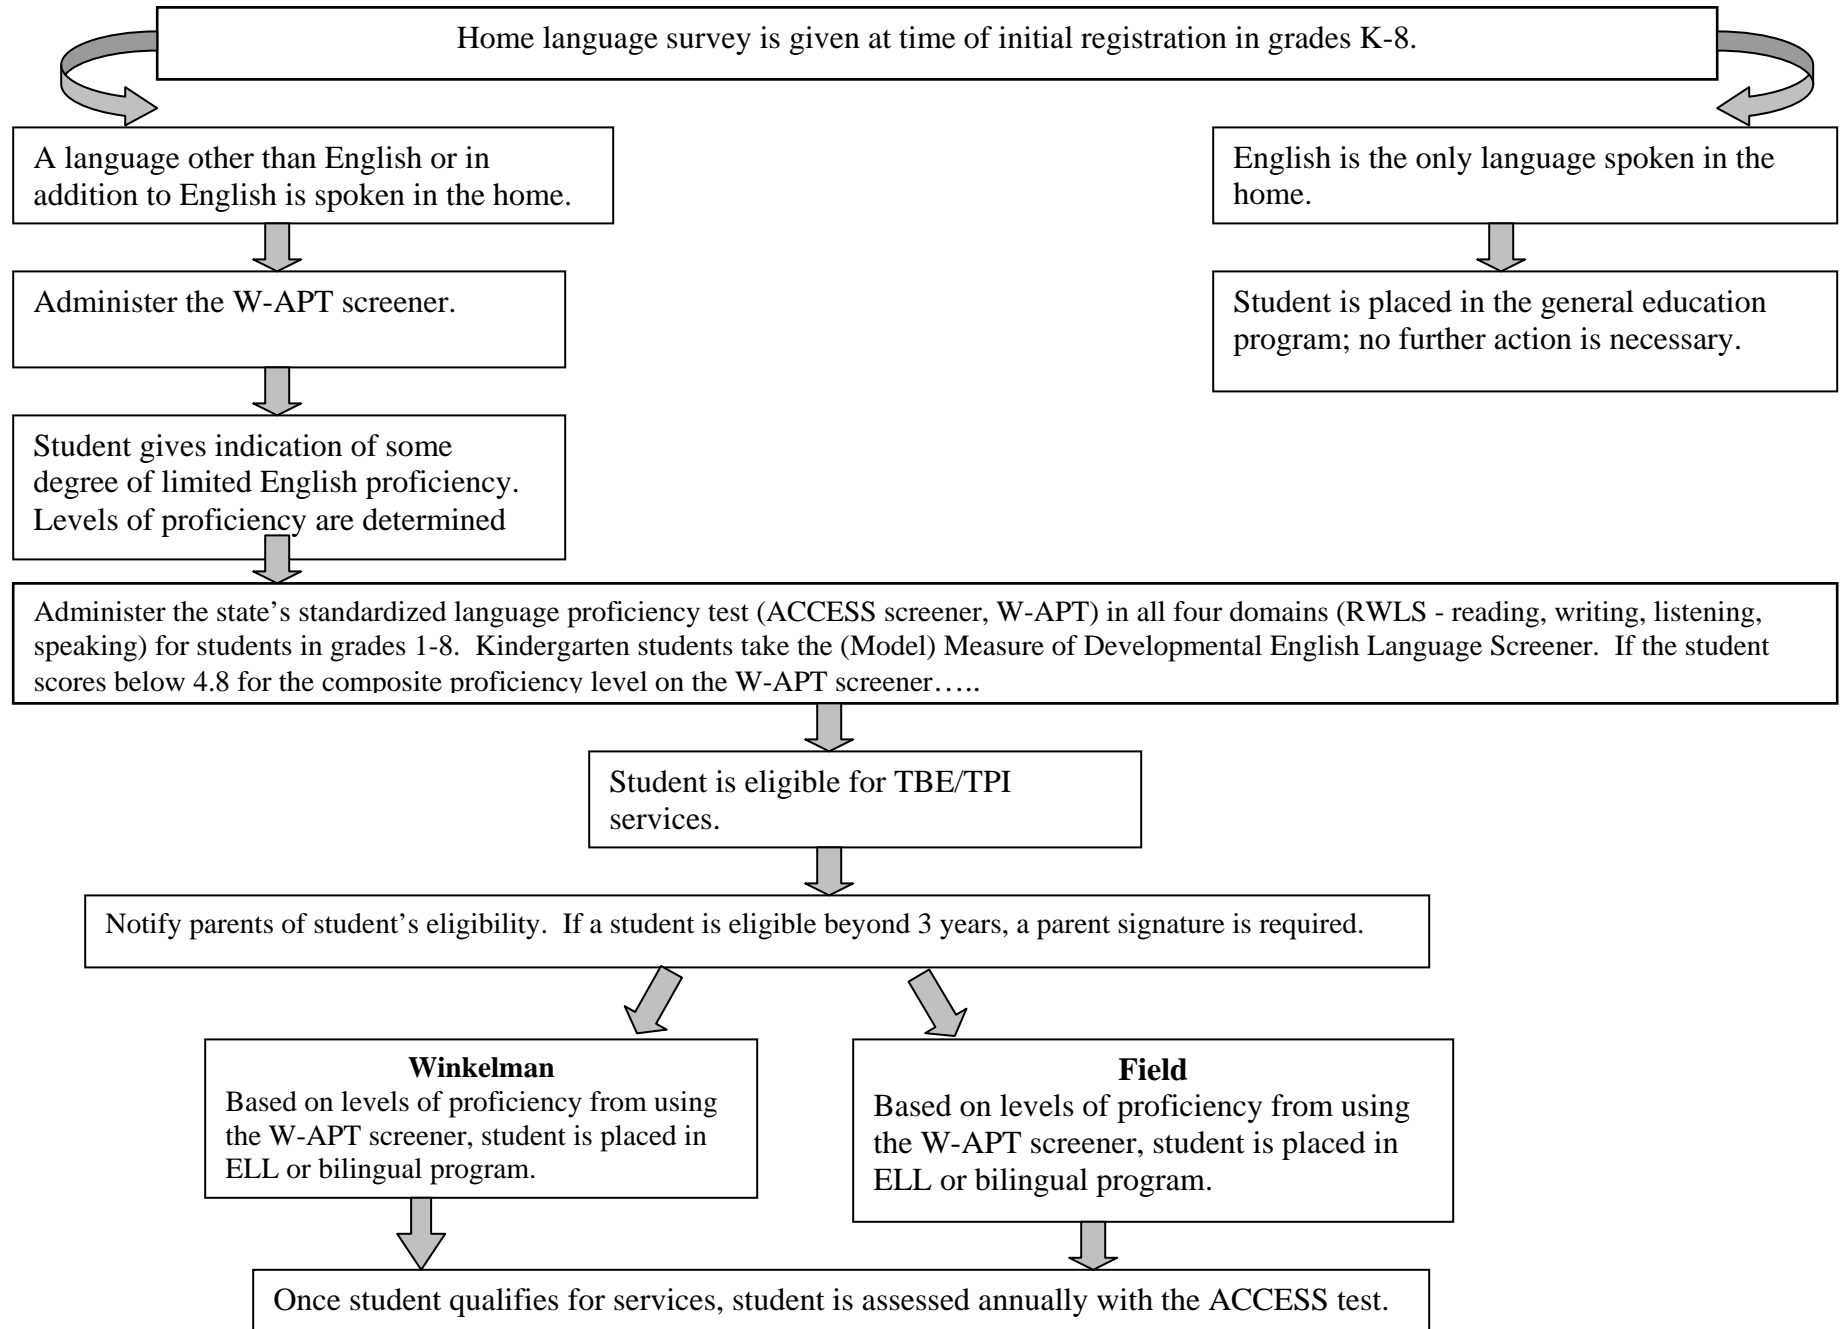 Home language survey is given at time of initial registration in grades K-8.
A language other than English or in
addition to English is spoken in the home.
English is the only language spoken in the
home.
Administer the W-APT screener.
Student is placed in the general education
program; no further action is necessary.
Student gives indication of some
degree of limited English proficiency.
Levels of proficiency are determined
Administer the state’s standardized language proficiency test (ACCESS screener, W-APT) in all four domains (RWLS - reading, writing, listening,
speaking) for students in grades 1-8.  Kindergarten students take the (Model) Measure of Developmental English Language Screener.  If the student
scores below 4.8 for the composite proficiency level on the W-APT screener…..
Student is eligible for TBE/TPI
services.
Notify parents of student’s eligibility.  If a student is eligible beyond 3 years, a parent signature is required.
Winkelman
Based on levels of proficiency from using
the W-APT screener, student is placed in
ELL or bilingual program.
Field
Based on levels of proficiency from using
the W-APT screener, student is placed in
ELL or bilingual program.
Once student qualifies for services, student is assessed annually with the ACCESS test.